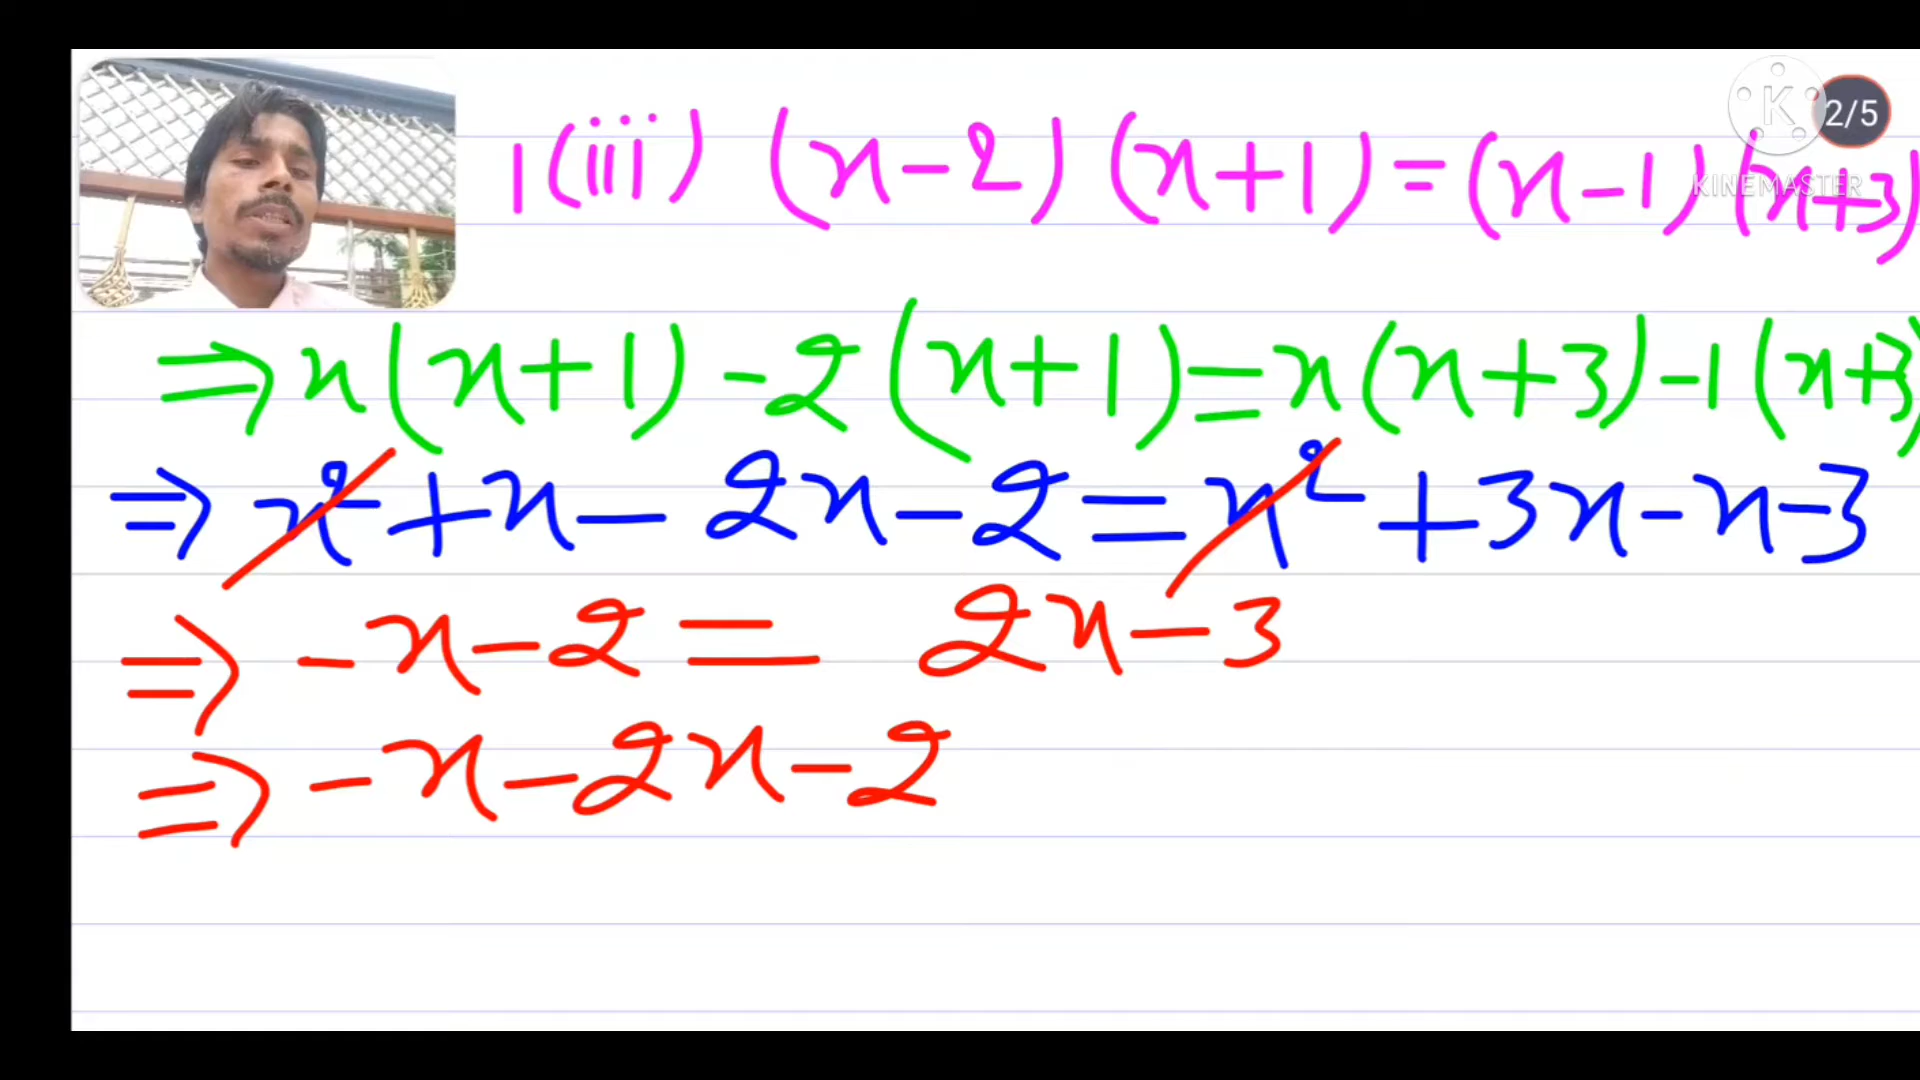 1(iii) (x-2)(x+1)=(x-1)(x+3)
2/5
KINEMASTER
⇒x(x+1)-2(x+1)=x(x+3)-1(x+3)
⇒x²+x-2x-2=x²+3x-x-3
⇒-x-2=2x-3
⇒-x-2x-2